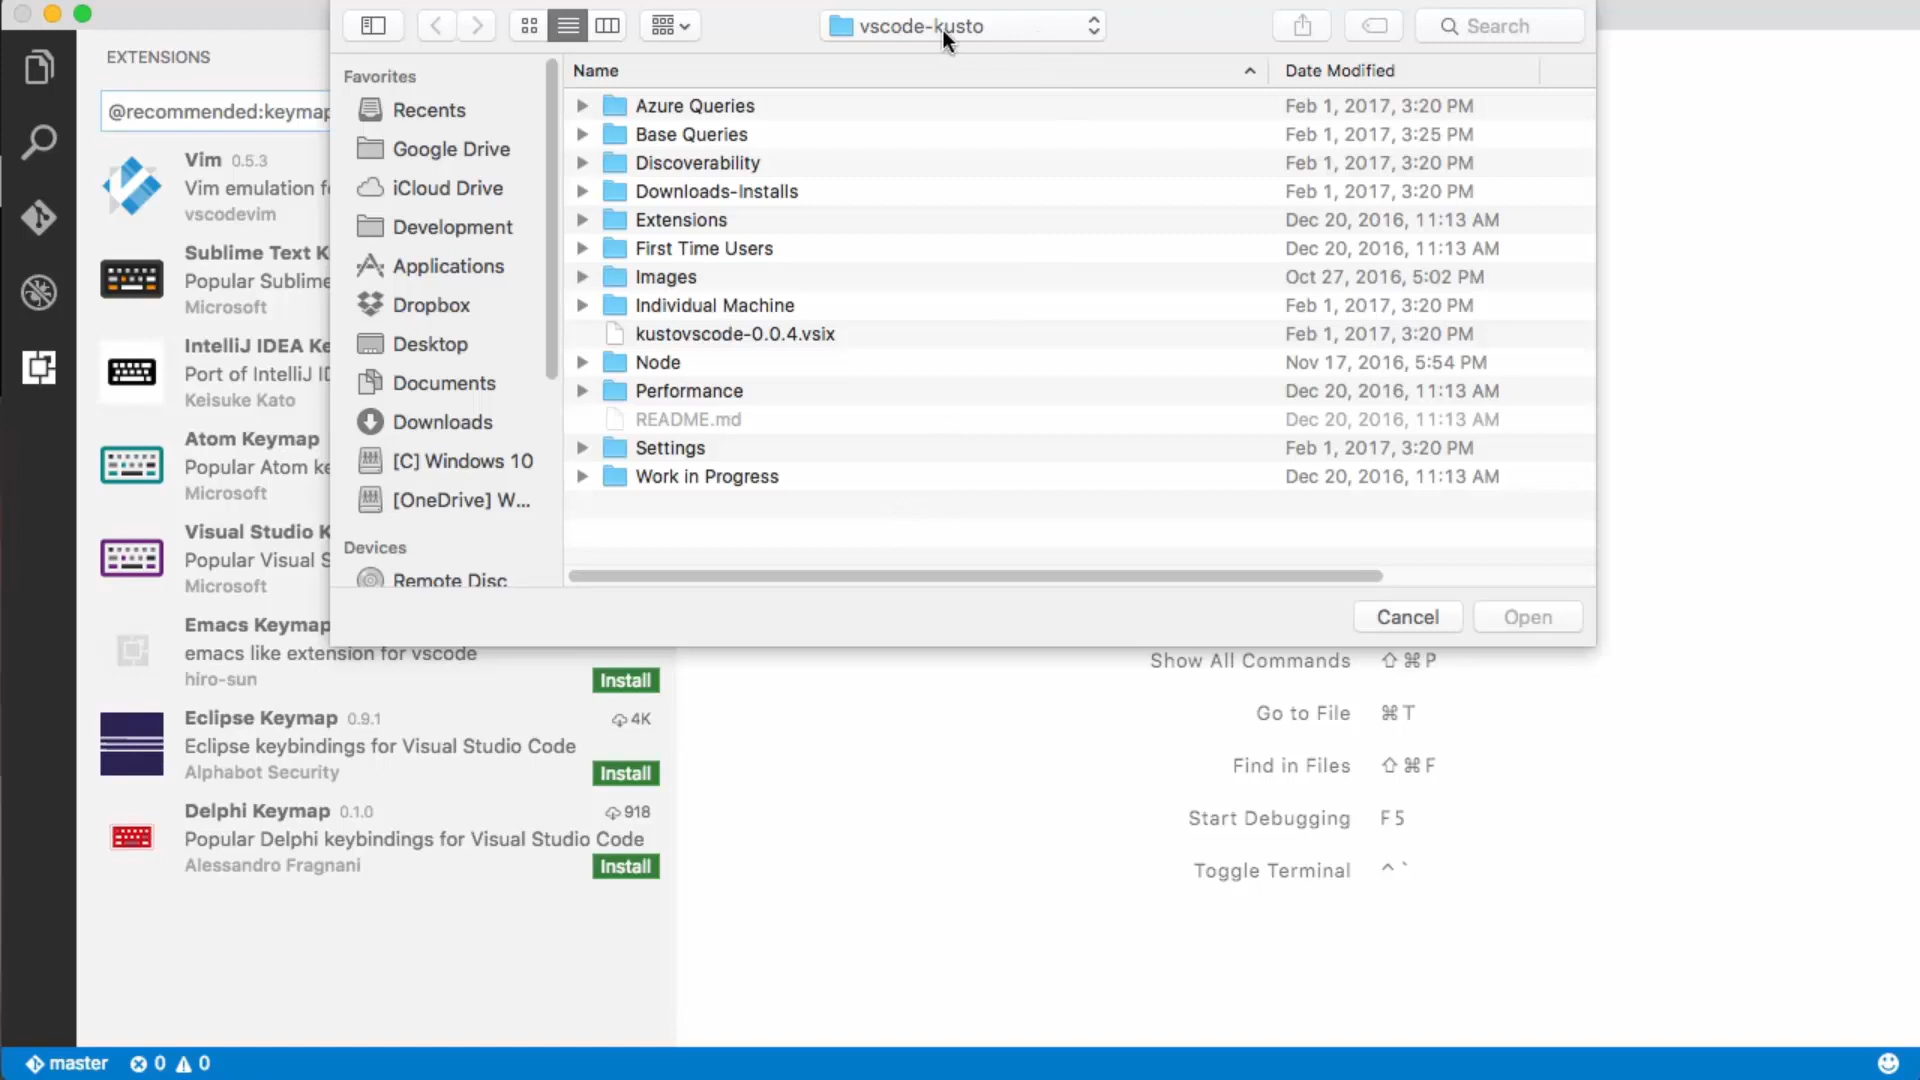 vscode-kusto
Search
EXTENSIONS
@recommended:keymap
Vim 0.5.3
Vim emulation f
vscodevim
Sublime Text K
Popular Sublime
Microsoft
IntelliJ IDEA Ke
Port of IntelliJ ID
Keisuke Kato
Atom Keymap
Popular Atom ke
Microsoft
Visual Studio K
Popular Visual S
Microsoft
Emacs Keymap
emacs like extension for vscode
hiro-sun
Install
Eclipse Keymap 0.9.1 4K
Eclipse keybindings for Visual Studio Code
Alphabot Security
Install
Delphi Keymap 0.1.0 918
Popular Delphi keybindings for Visual Studio Code
Alessandro Fragnani
Install
Favorites
Recents
Google Drive
iCloud Drive
Development
Applications
Dropbox
Desktop
Documents
Downloads
[C] Windows 10
[OneDrive] W...
Devices
Remote Disc
Name Date Modified
Azure Queries Feb 1, 2017, 3:20 PM
Base Queries Feb 1, 2017, 3:25 PM
Discoverability Feb 1, 2017, 3:20 PM
Downloads-Installs Feb 1, 2017, 3:20 PM
Extensions Dec 20, 2016, 11:13 AM
First Time Users Dec 20, 2016, 11:13 AM
Images Oct 27, 2016, 5:02 PM
Individual Machine Feb 1, 2017, 3:20 PM
kustovscode-0.0.4.vsix Feb 1, 2017, 3:20 PM
Node Nov 17, 2016, 5:54 PM
Performance Dec 20, 2016, 11:13 AM
README.md Dec 20, 2016, 11:13 AM
Settings Feb 1, 2017, 3:20 PM
Work in Progress Dec 20, 2016, 11:13 AM
Cancel Open
Show All Commands ⇧⌘P
Go to File ⌘T
Find in Files ⇧⌘F
Start Debugging F5
Toggle Terminal ^`
master 0 0